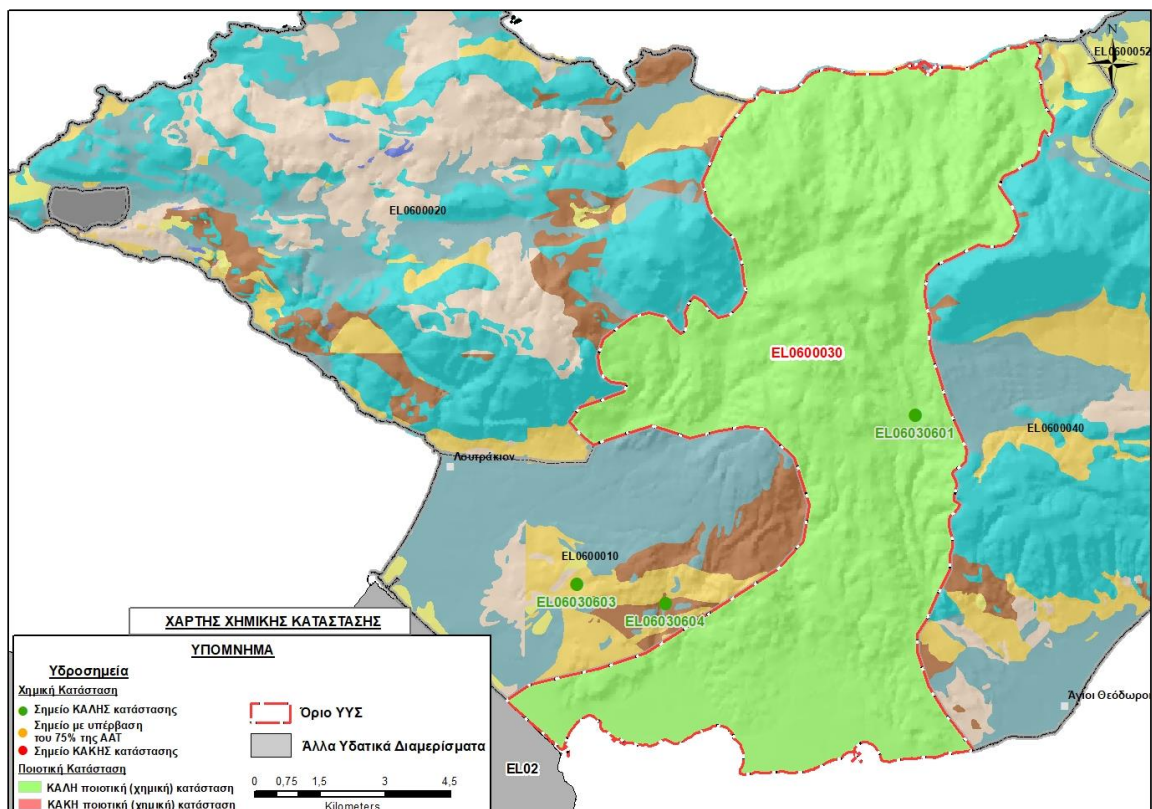 EL0600052
N
EL0600020
EL0600030
EL06030601
EL0600040
Λουτράκιον
EL0600010
EL06030603
EL06030604
Άγιοι Θεόδωροι
EL02
ΧΑΡΤΗΣ ΧΗΜΙΚΗΣ ΚΑΤΑΣΤΑΣΗΣ
ΥΠΟΜΝΗΜΑ
Υδροσημεία
Χημική Κατάσταση
Σημείο ΚΑΛΗΣ κατάστασης
Σημείο με υπέρβαση
του 75% της ΑΑΤ
Σημείο ΚΑΚΗΣ κατάστασης
Ποιοτική Κατάσταση
ΚΑΛΗ ποιοτική (χημική) κατάσταση
ΚΑΚΗ ποιοτική (χημική) κατάσταση
Όριο ΥΥΣ
Άλλα Υδατικά Διαμερίσματα
0 0,75 1,5 3 4,5
Kilometers